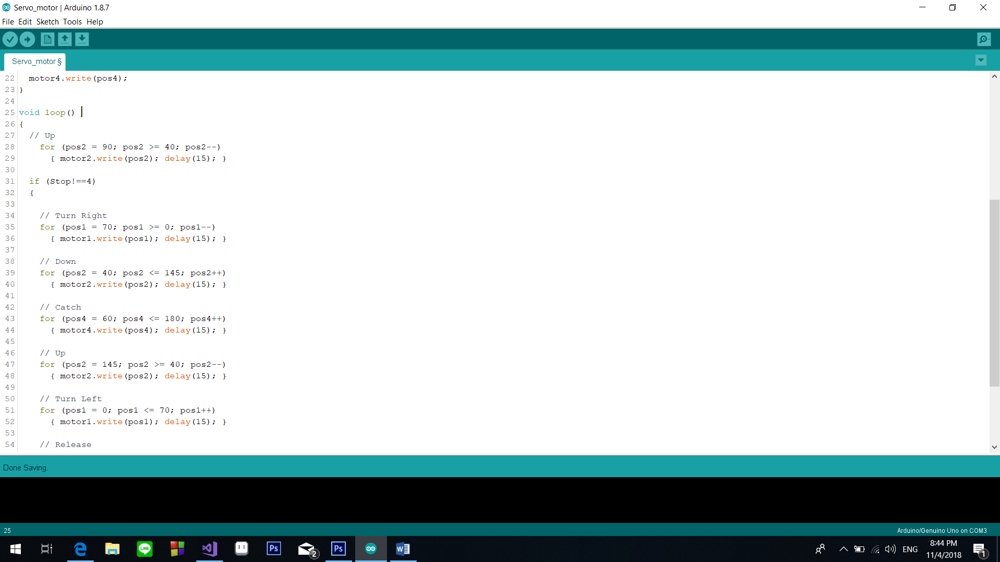 Servo_motor | Arduino 1.8.7
File Edit Sketch Tools Help
Servo_motor §
22 motor4.write(pos4);
23 }
24
25 void loop()
26 {
27 // Up
28 for (pos2 = 90; pos2 >= 40; pos2--)
29 { motor2.write(pos2); delay(15); }
30
31 if (Stop!==4)
32 {
33
34 // Turn Right
35 for (pos1 = 70; pos1 >= 0; pos1--)
36 { motor1.write(pos1); delay(15); }
37
38 // Down
39 for (pos2 = 40; pos2 <= 145; pos2++)
40 { motor2.write(pos2); delay(15); }
41
42 // Catch
43 for (pos4 = 60; pos4 <= 180; pos4++)
44 { motor4.write(pos4); delay(15); }
45
46 // Up
47 for (pos2 = 145; pos2 >= 40; pos2--)
48 { motor2.write(pos2); delay(15); }
49
50 // Turn Left
51 for (pos1 = 0; pos1 <= 70; pos1++)
52 { motor1.write(pos1); delay(15); }
53
54 // Release
Done Saving.
25 Arduino/Genuino Uno on COM3
LINE Ps 2 Ps W ENG 8:44 PM 1
11/4/2018